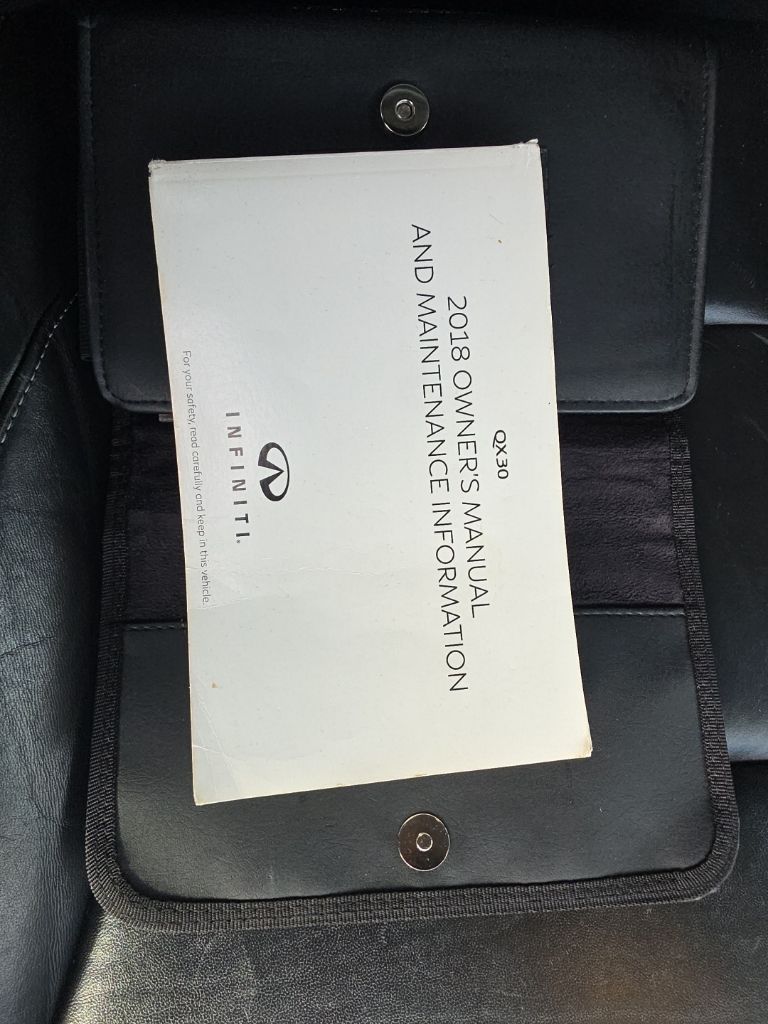 QX30
2018 OWNER'S MANUAL
AND MAINTENANCE INFORMATION
INFINITI®
For your safety, read carefully and keep in this vehicle.